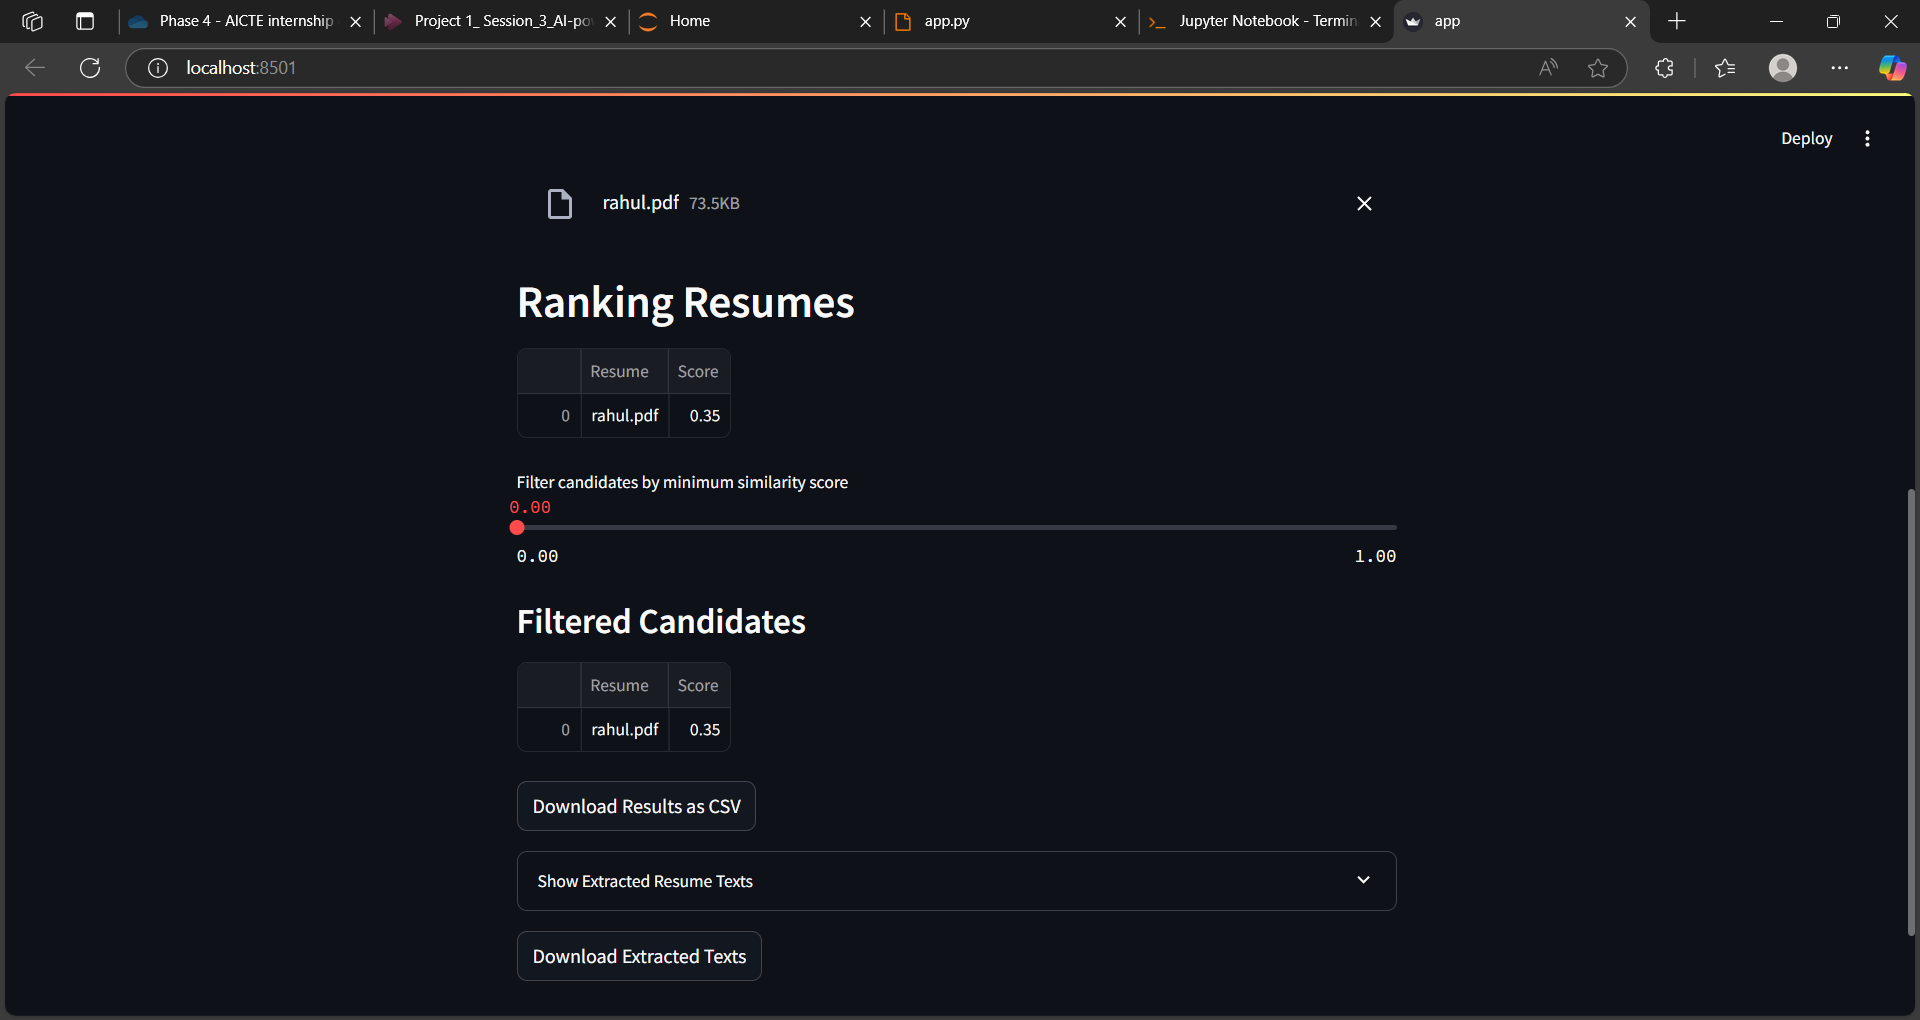 Phase 4 - AICTE internship
Project 1_ Session_3_AI-po
Home
app.py
Jupyter Notebook - Termin
app
localhost:8501
Deploy
rahul.pdf 73.5KB
Ranking Resumes
Resume Score
0 rahul.pdf 0.35
Filter candidates by minimum similarity score
0.00
0.00 1.00
Filtered Candidates
Resume Score
0 rahul.pdf 0.35
Download Results as CSV
Show Extracted Resume Texts
Download Extracted Texts